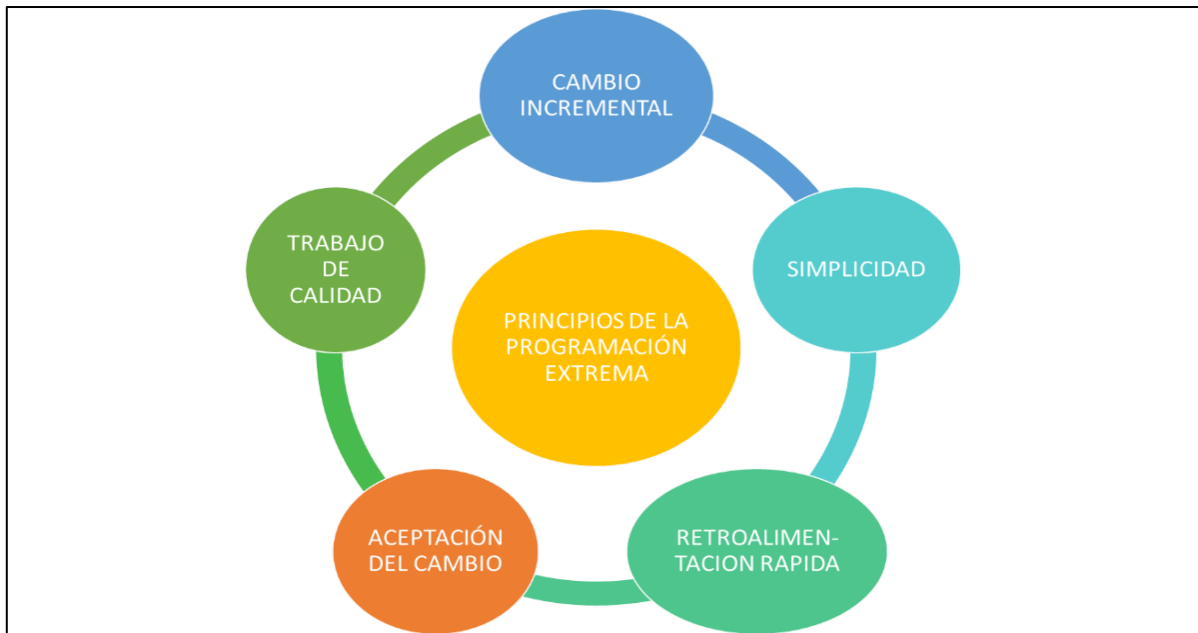 CAMBIO
INCREMENTAL
TRABAJO
DE
CALIDAD
SIMPLICIDAD
PRINCIPIOS DE LA
PROGRAMACIÓN
EXTREMA
ACEPTACIÓN
DEL CAMBIO
RETROALIMEN-
TACION RAPIDA